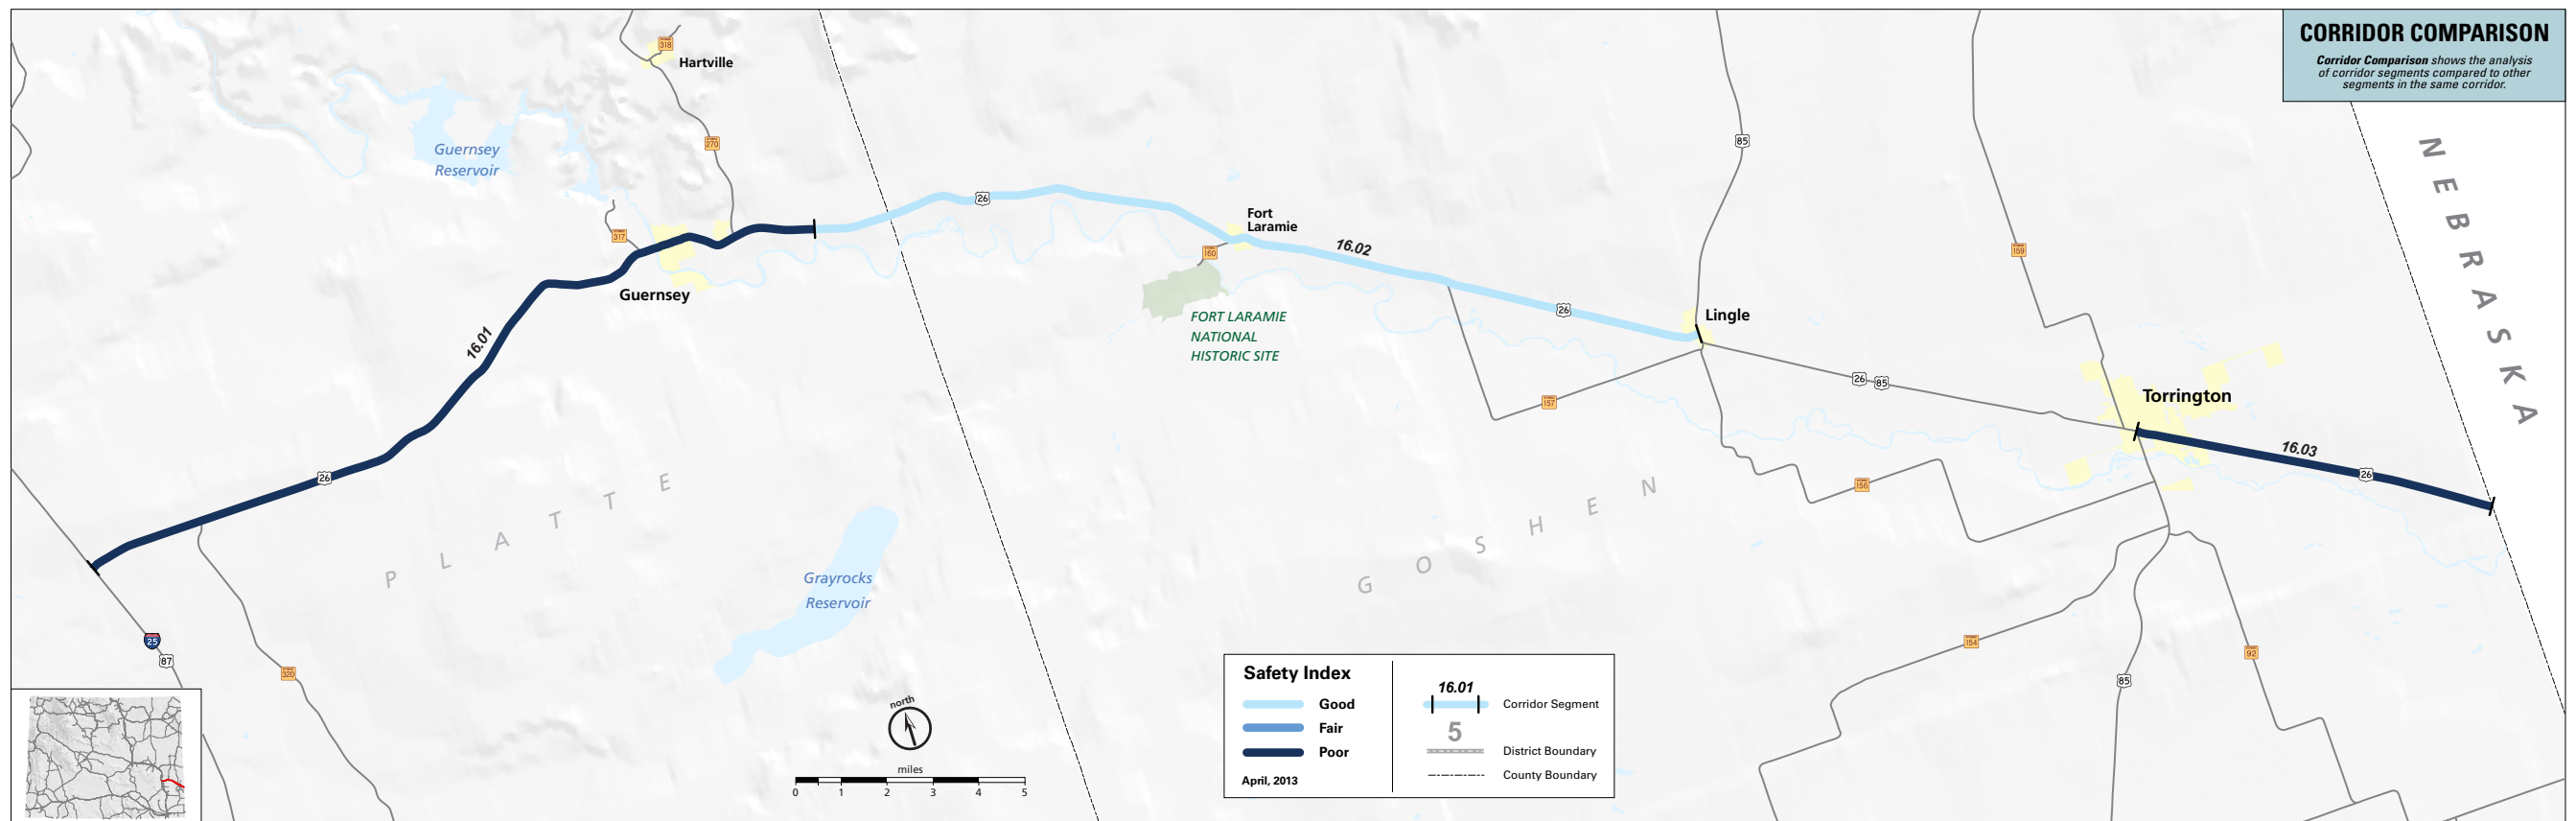 CORRIDOR COMPARISON
Corridor Comparison shows the analysis
of corridor segments compared to other
segments in the same corridor.
318
Hartville
270
85
Guernsey
Reservoir
NEBRASKA
26
Fort
Laramie
317
160
16.02
159
Guernsey
26
FORT LARAMIE
NATIONAL
HISTORIC SITE
Lingle
16.01
26
85
157
Torrington
16.03
26
26
PLATTE
156
GOSHEN
Grayrocks
Reservoir
25
87
320
154
92
85
north
miles
0
1
2
3
4
5
Safety Index
Good
Fair
Poor
April, 2013
16.01
Corridor Segment
5
District Boundary
County Boundary